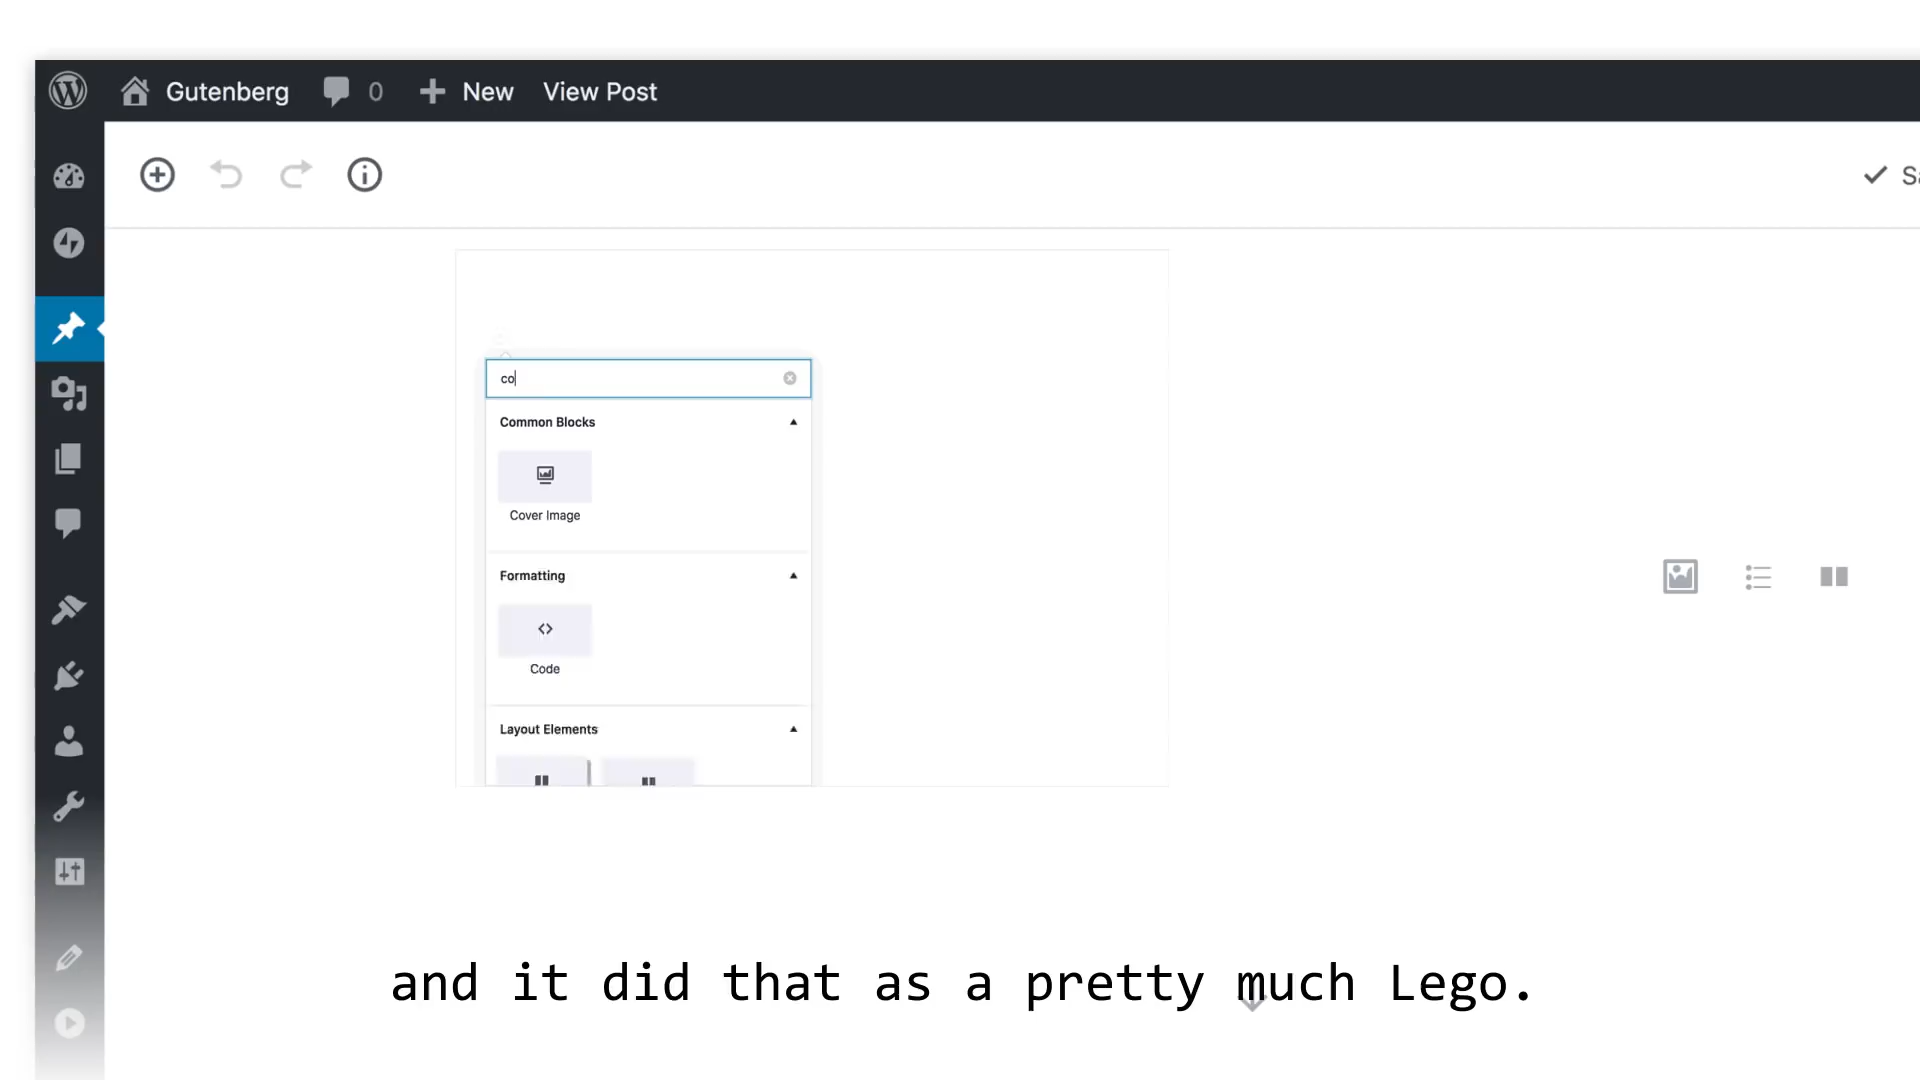 Gutenberg 0 New View Post
Sa
co
Common Blocks
Cover Image
Formatting
Code
Layout Elements
and it did that as a pretty much Lego.